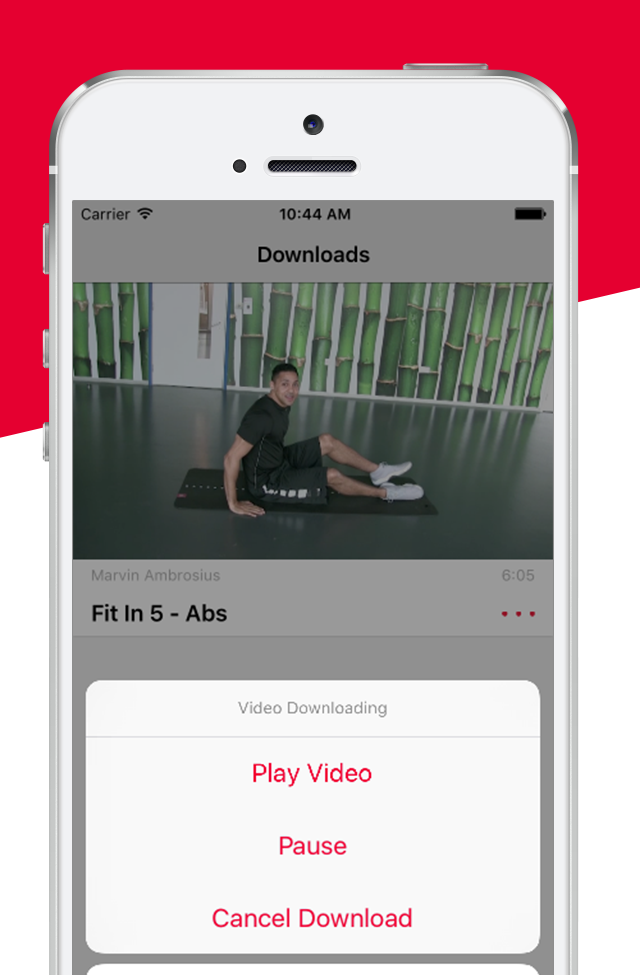 Carrier
10:44 AM
Downloads
Marvin Ambrosius
6:05
Fit In 5 - Abs
Video Downloading
Play Video
Pause
Cancel Download